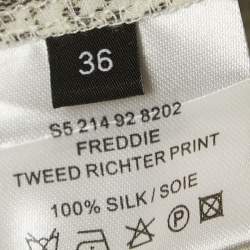 36
S5 214 92 8202
FREDDIE
TWEED RICHTER PRINT
100% SILK / SOIE